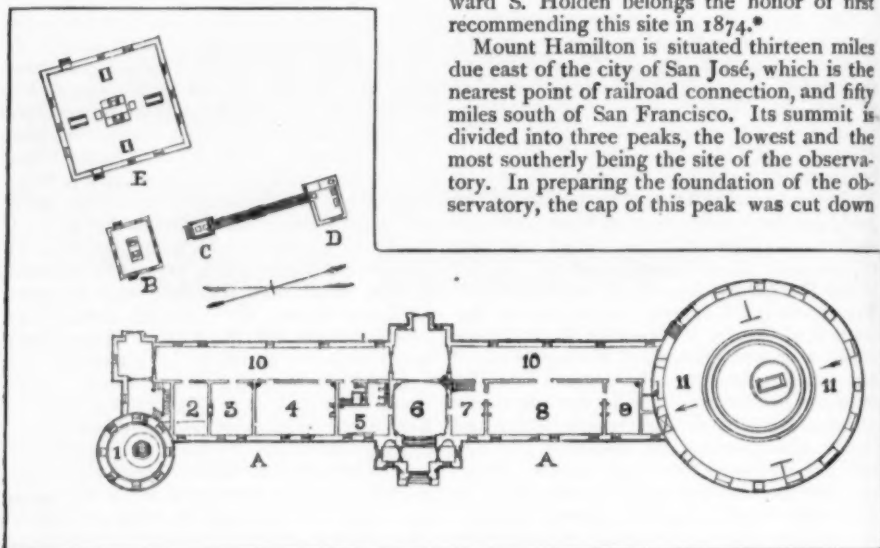 ward S. Holden belongs the honor of first
recommending this site in 1874.*
Mount Hamilton is situated thirteen miles
due east of the city of San José, which is the
nearest point of railroad connection, and fifty
miles south of San Francisco. Its summit is
divided into three peaks, the lowest and the
most southerly being the site of the observa-
tory. In preparing the foundation of the ob-
servatory, the cap of this peak was cut down
E
B
C
D
10
10
1
2
3
4
5
6
7
8
9
11
11
A
A